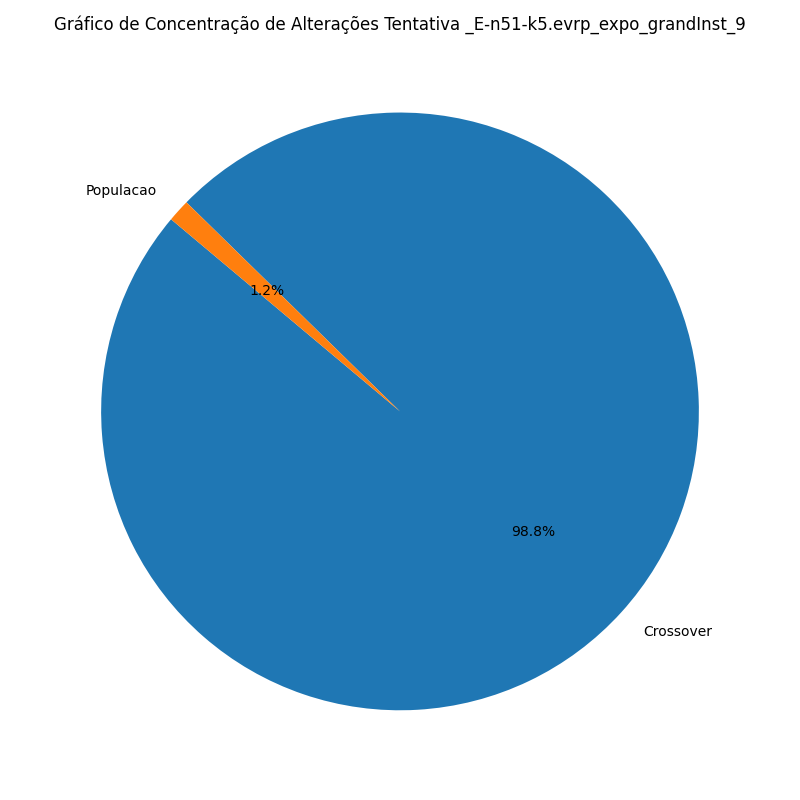 Gráfico de Concentração de Alterações Tentativa _E-n51-k5.evrp_expo_grandInst_9
Populacao
1.2%
98.8%
Crossover